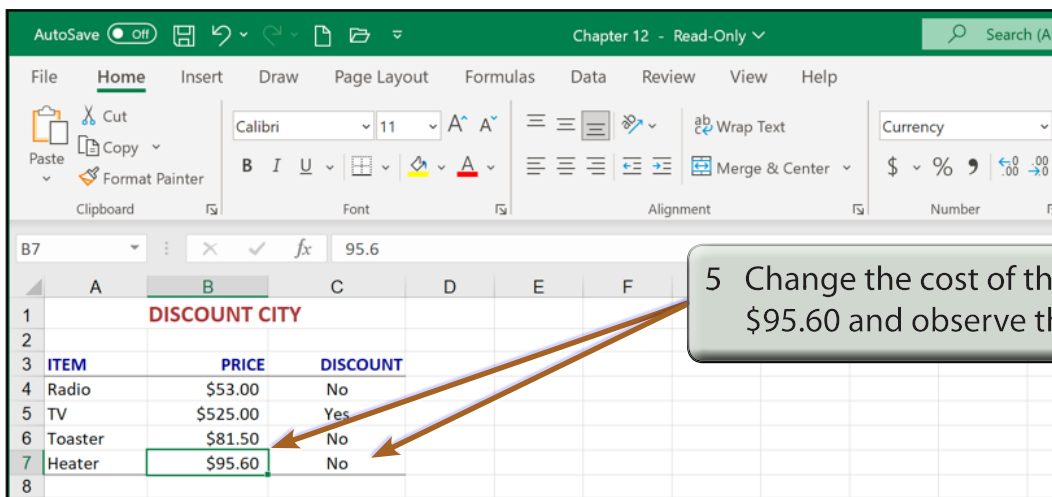 AutoSave Off Chapter 12 - Read-Only Search (A
File Home Insert Draw Page Layout Formulas Data Review View Help
Paste
Cut
Copy
Format Painter
Clipboard
Calibri 11 A^ A˅
B I U A
Font
ab Wrap Text
Merge & Center
Alignment
Currency
$ % 9 .00 .00
Number
B7 fx 95.6
A B C D E F
1 DISCOUNT CITY
2
3 ITEM PRICE DISCOUNT
4 Radio $53.00 No
5 TV $525.00 Yes
6 Toaster $81.50 No
7 Heater $95.60 No
8
5 Change the cost of th
$95.60 and observe th